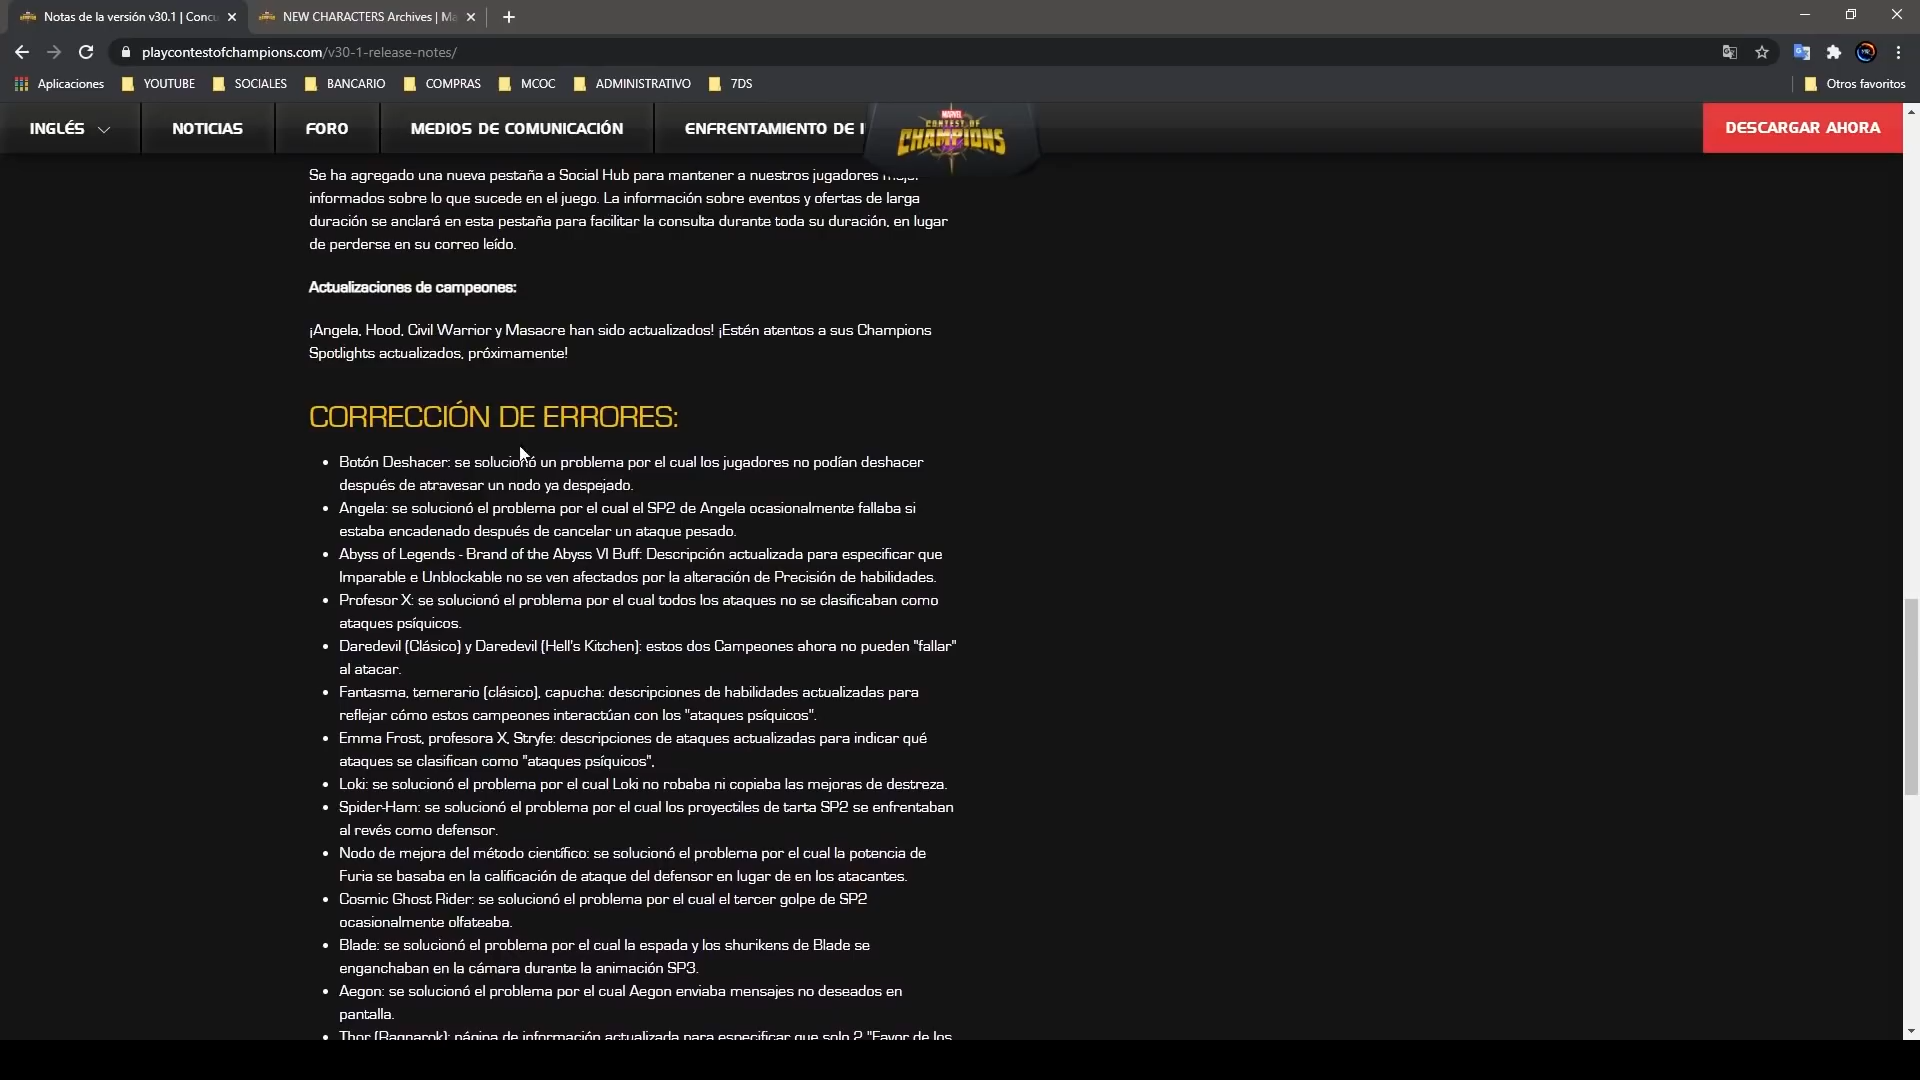 Notas de la versión v30.1 | Concu
NEW CHARACTERS Archives | Ma
playcontestofchampions.com/v30-1-release-notes/
Aplicaciones YOUTUBE SOCIALES BANCARIO COMPRAS MCOC ADMINISTRATIVO 7DS Otros favoritos
INGLÉS NOTICIAS FORO MEDIOS DE COMUNICACIÓN ENFRENTAMIENTO DE I
MARVEL
CONTEST OF
CHAMPIONS
DESCARGAR AHORA
Se ha agregado una nueva pestaña a Social Hub para mantener a nuestros jugadores
informados sobre lo que sucede en el juego. La información sobre eventos y ofertas de larga
duración se anclará en esta pestaña para facilitar la consulta durante toda su duración, en lugar
de perderse en su correo leído.
Actualizaciones de campeones:
¡Angela, Hood, Civil Warrior y Masacre han sido actualizados! ¡Estén atentos a sus Champions
Spotlights actualizados, próximamente!
CORRECCIÓN DE ERRORES:
• Botón Deshacer: se solucionó un problema por el cual los jugadores no podían deshacer
después de atravesar un nodo ya despejado.
• Angela: se solucionó el problema por el cual el SP2 de Angela ocasionalmente fallaba si
estaba encadenado después de cancelar un ataque pesado.
• Abyss of Legends - Brand of the Abyss VI Buff: Descripción actualizada para especificar que
Imparable e Unblockable no se ven afectados por la alteración de Precisión de habilidades.
• Profesor X: se solucionó el problema por el cual todos los ataques no se clasificaban como
ataques psíquicos.
• Daredevil (Clásico) y Daredevil (Hell's Kitchen): estos dos Campeones ahora no pueden "fallar"
al atacar.
• Fantasma, temerario (clásico), capucha: descripciones de habilidades actualizadas para
reflejar cómo estos campeones interactúan con los "ataques psíquicos".
• Emma Frost, profesora X, Stryfe: descripciones de ataques actualizadas para indicar qué
ataques se clasifican como "ataques psíquicos",
• Loki: se solucionó el problema por el cual Loki no robaba ni copiaba las mejoras de destreza.
• Spider-Ham: se solucionó el problema por el cual los proyectiles de tarta SP2 se enfrentaban
al revés como defensor.
• Nodo de mejora del método científico: se solucionó el problema por el cual la potencia de
Furia se basaba en la calificación de ataque del defensor en lugar de en los atacantes.
• Cosmic Ghost Rider: se solucionó el problema por el cual el tercer golpe de SP2
ocasionalmente olfateaba.
• Blade: se solucionó el problema por el cual la espada y los shurikens de Blade se
enganchaban en la cámara durante la animación SP3.
• Aegon: se solucionó el problema por el cual Aegon enviaba mensajes no deseados en
pantalla.
• Thor (Ragnarok): página de información actualizada para especificar que solo 2 "Favor de los